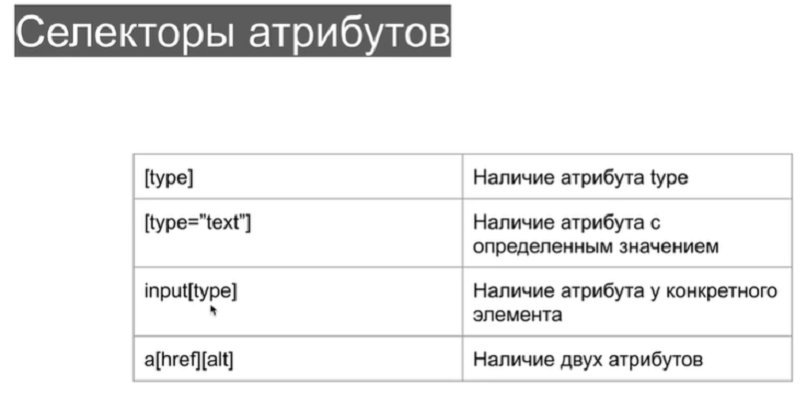 Селекторы атрибутов
[type]
Наличие атрибута type
[type="text"]
Наличие атрибута с
определенным значением
input[type]
Наличие атрибута у конкретного
элемента
a[href][alt]
Наличие двух атрибутов